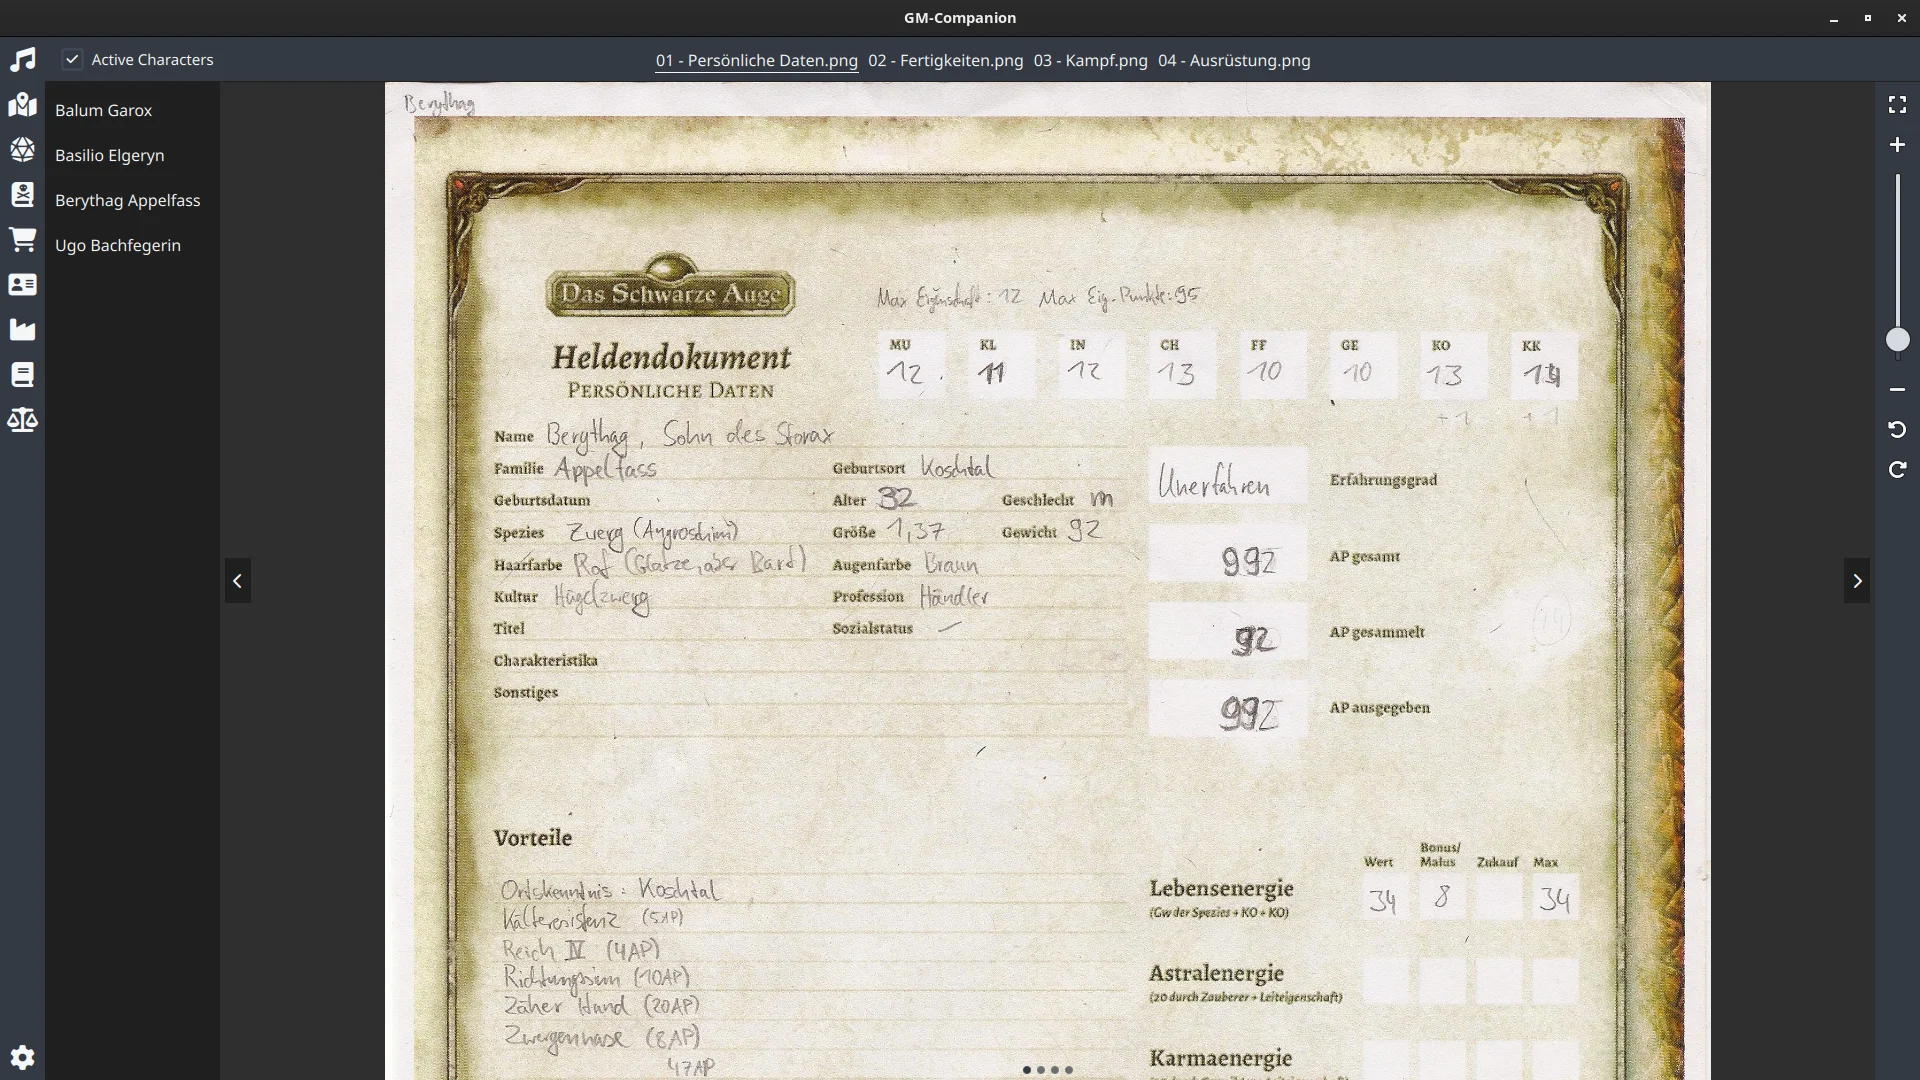 GM-Companion
Active Characters
01 - Persönliche Daten.png 02 - Fertigkeiten.png 03 - Kampf.png 04 - Ausrüstung.png
Balum Garox
Basilio Elgeryn
Berythag Appelfass
Ugo Bachfegerin
Berythag
Das Schwarze Auge
Max Eigenschaft: 12 Max Eig. Punkte: 95
Heldendokument
Persönliche Daten
MU KL IN CH FF GE KO KK
12 11 12 13 10 10 13 14
+1 +1
Name Berythag, Sohn des Storax
Familie Appelfass Geburtsort Koschtal
Geburtsdatum Alter 32 Geschlecht m
Spezies Zwerg (Angroschim) Größe 1,37 Gewicht 92
Haarfarbe Rot (Glatze, aber Bart) Augenfarbe Braun
Kultur Hügelzwerg Profession Händler
Titel Sozialstatus –
Charakteristika
Sonstiges
Unerfahren Erfahrungsgrad
992 AP gesamt
92 AP gesammelt
992 AP ausgegeben
Vorteile
Ortskenntnis: Koschtal
Kälteresistenz (5AP)
Reich IV (4AP)
Richtungssinn (10AP)
Zäher Hund (20AP)
Zwergennase (8AP)
47AP
Wert Bonus/Malus Zukauf Max
Lebensenergie 34 8 34
(Gw der Spezies + KO + KO)
Astralenergie
(20 durch Zauberer + Leiteigenschaft)
Karmaenergie